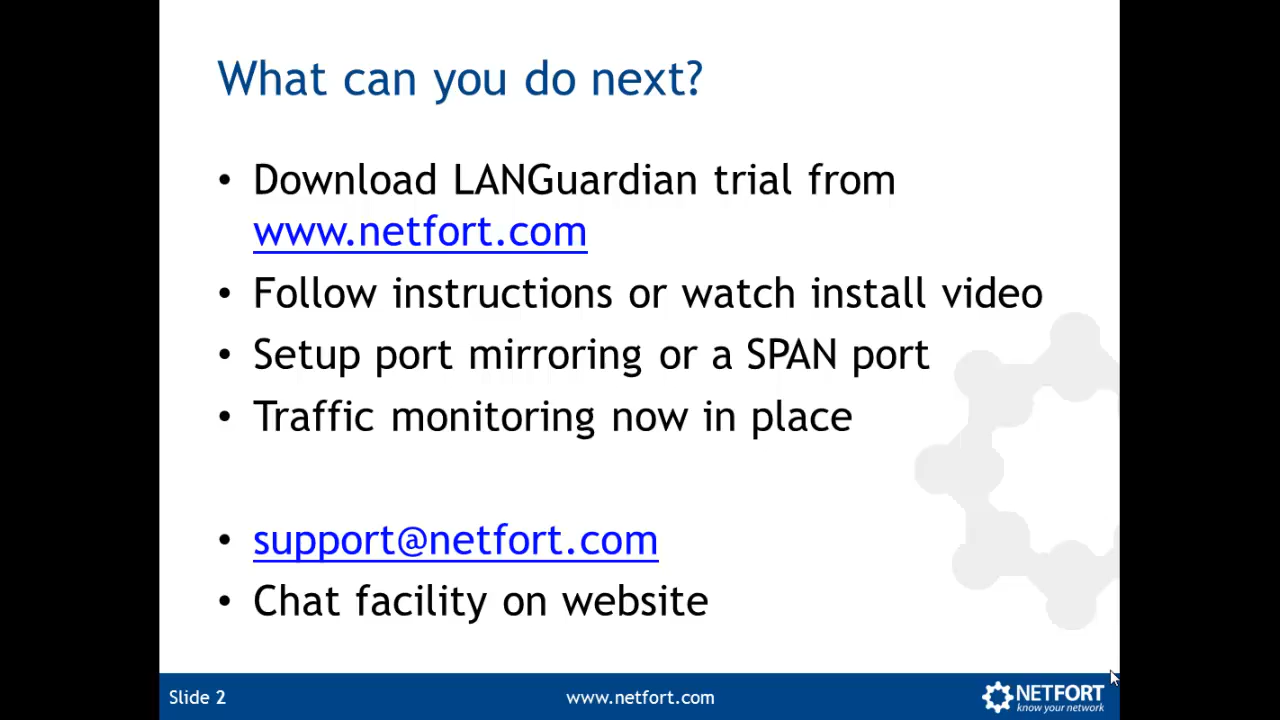 What can you do next?
• Download LANGuardian trial from
www.netfort.com
• Follow instructions or watch install video
• Setup port mirroring or a SPAN port
• Traffic monitoring now in place
• support@netfort.com
• Chat facility on website
Slide 2
www.netfort.com
NETFORT
know your network